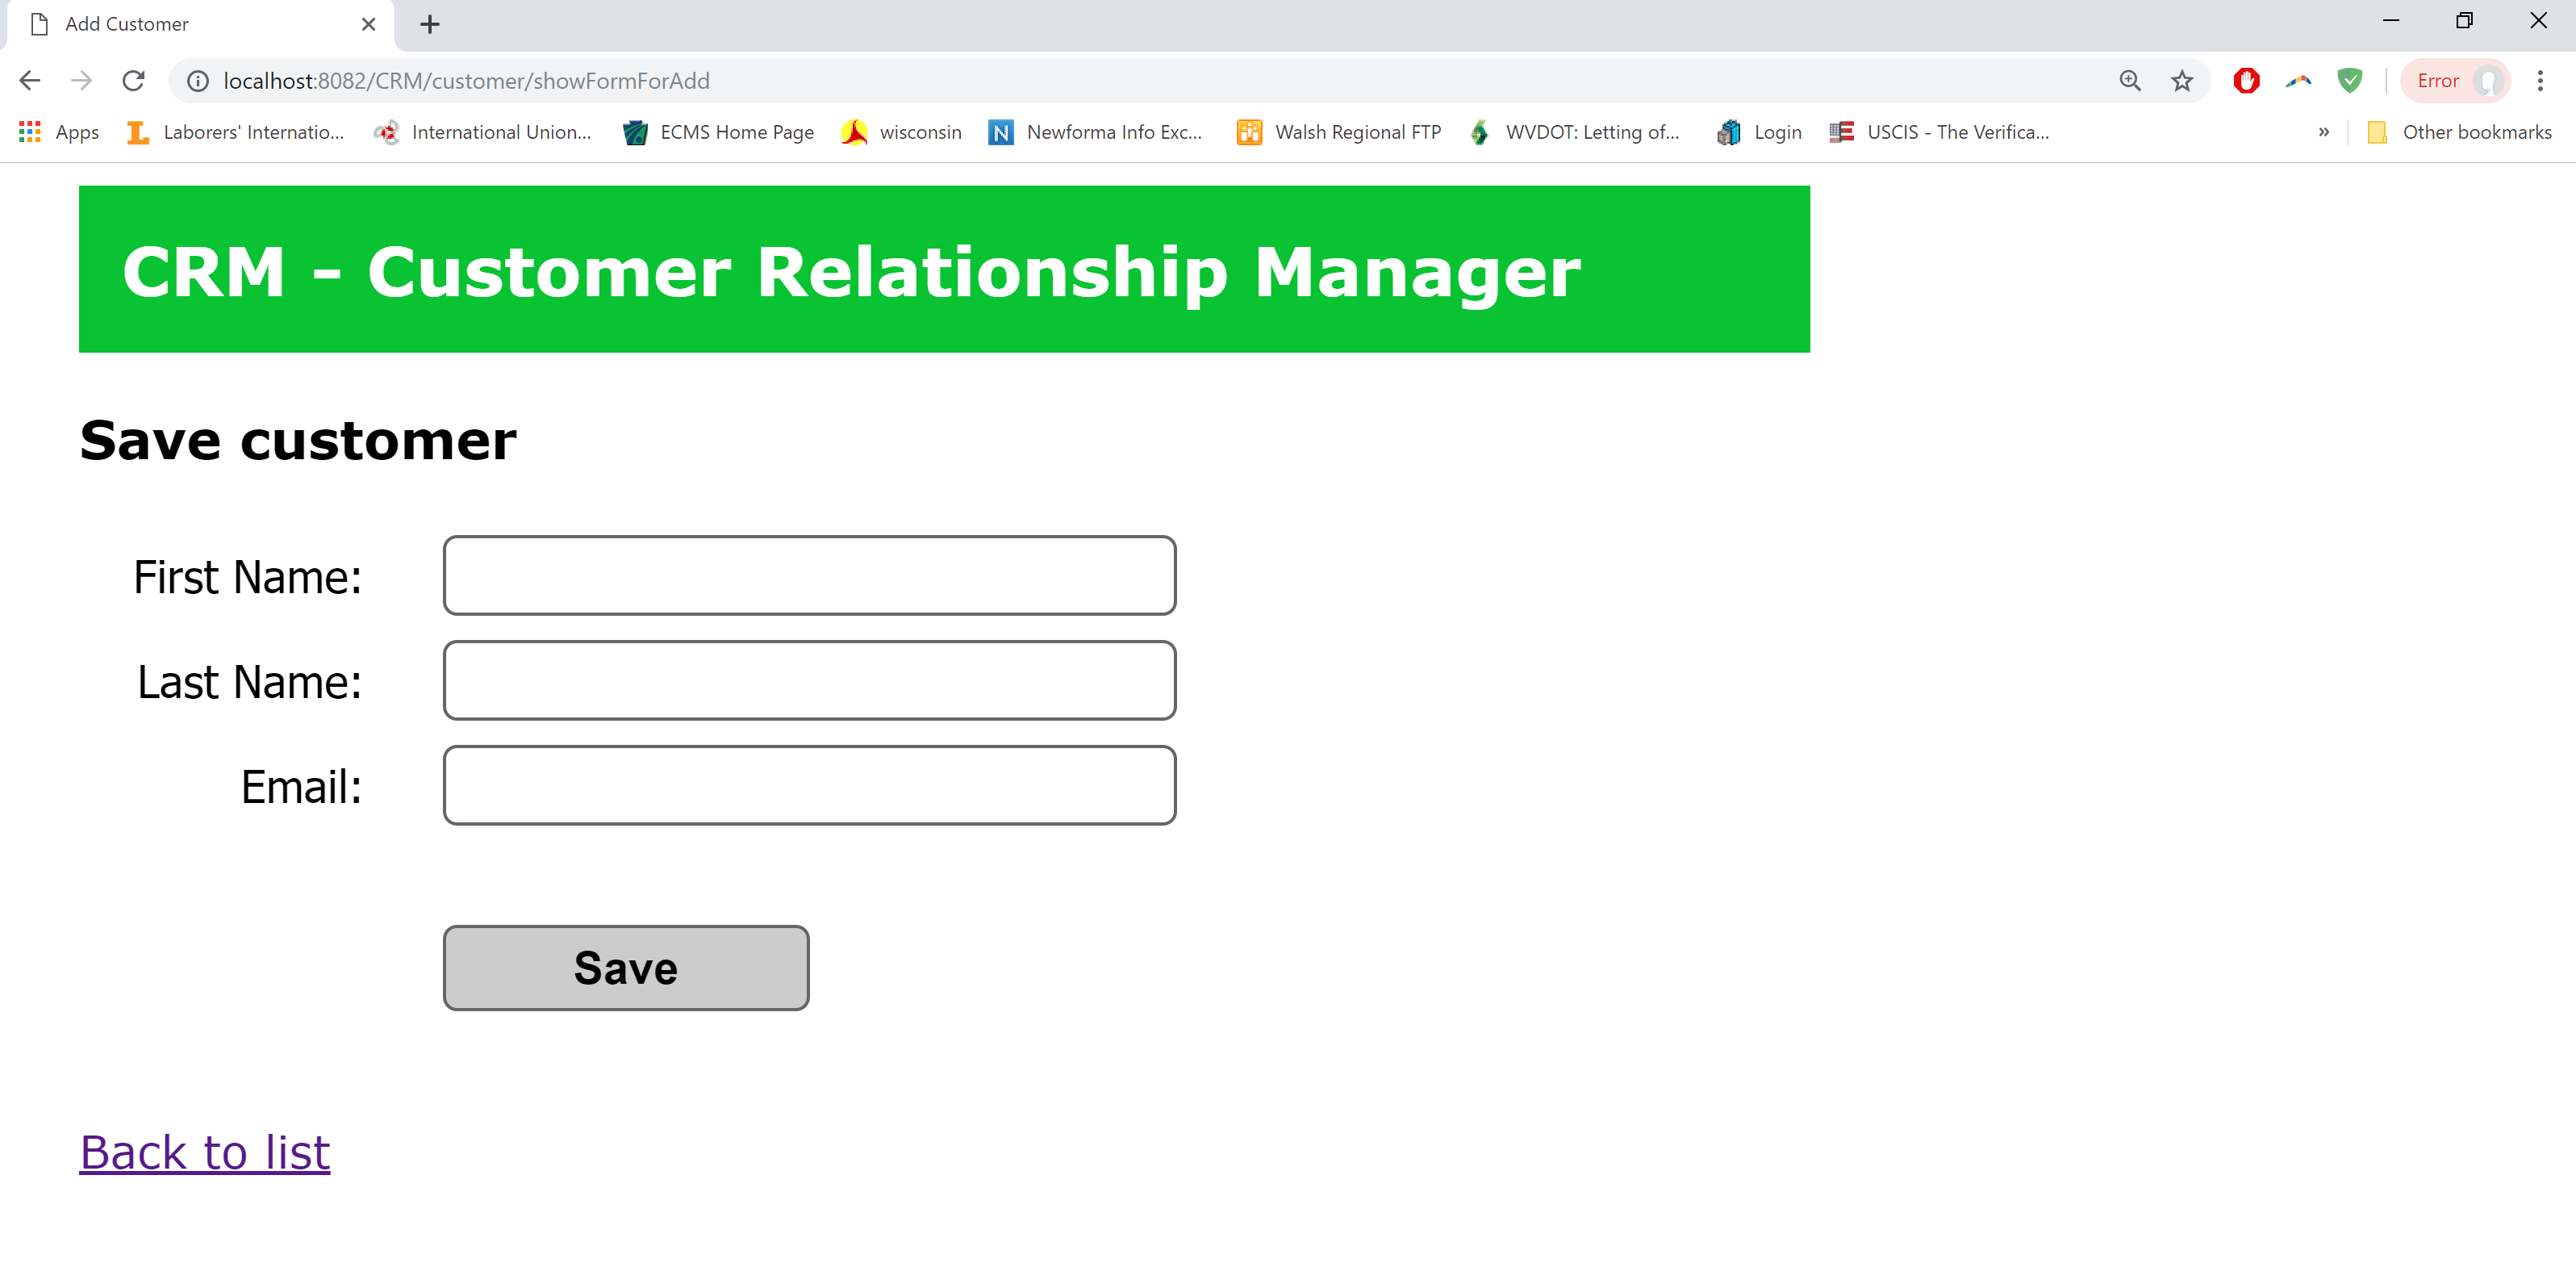 Add Customer
localhost:8082/CRM/customer/showFormForAdd
Error
Apps
Laborers' Internatio...
International Union...
ECMS Home Page
wisconsin
N
Newforma Info Exc...
Walsh Regional FTP
WVDOT: Letting of...
Login
USCIS - The Verifica...
»
Other bookmarks
CRM - Customer Relationship Manager
Save customer
First Name:
Last Name:
Email:
Save
Back to list